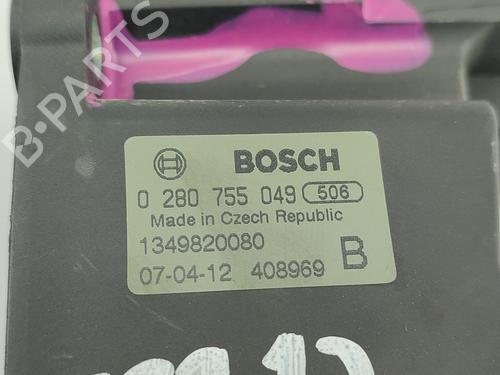 B-PARTS
BOSCH
0 280 755 049 506
Made in Czech Republic
1349820080
07-04-12 408969 B